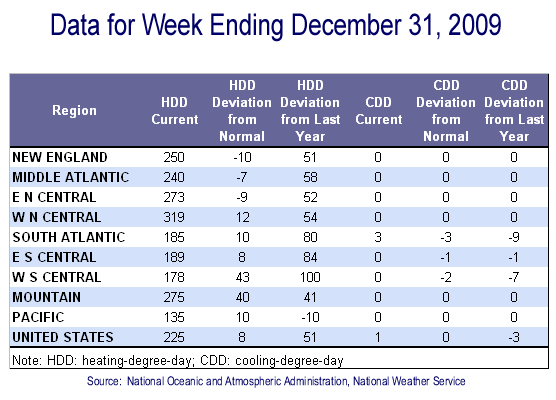 Data for Week Ending December 31, 2009
Region HDD Current HDD Deviation from Normal HDD Deviation from Last Year CDD Current CDD Deviation from Normal CDD Deviation from Last Year
NEW ENGLAND 250 -10 51 0 0 0
MIDDLE ATLANTIC 240 -7 58 0 0 0
E N CENTRAL 273 -9 52 0 0 0
W N CENTRAL 319 12 54 0 0 0
SOUTH ATLANTIC 185 10 80 3 -3 -9
E S CENTRAL 189 8 84 0 -1 -1
W S CENTRAL 178 43 100 0 -2 -7
MOUNTAIN 275 40 41 0 0 0
PACIFIC 135 10 -10 0 0 0
UNITED STATES 225 8 51 1 0 -3
Note: HDD: heating-degree-day; CDD: cooling-degree-day
Source: National Oceanic and Atmospheric Administration, National Weather Service